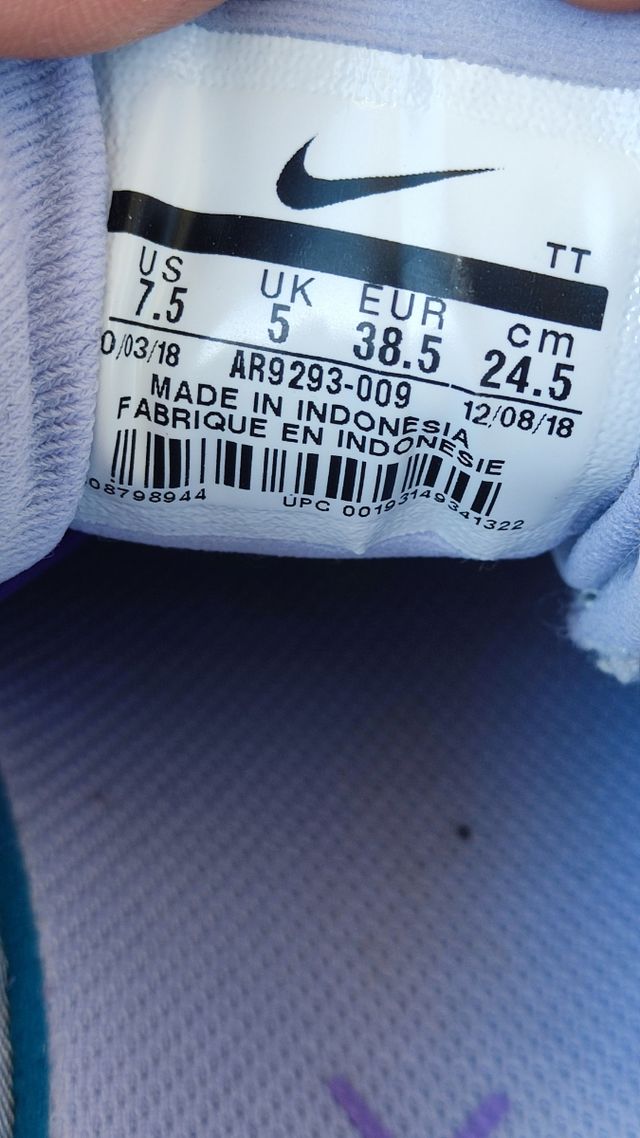 TT
US UK EUR cm
7.5 5 38.5 24.5
0/03/18 AR9293-009 12/08/18
MADE IN INDONESIA
FABRIQUE EN INDONESIE
08798944 UPC 00193149341322